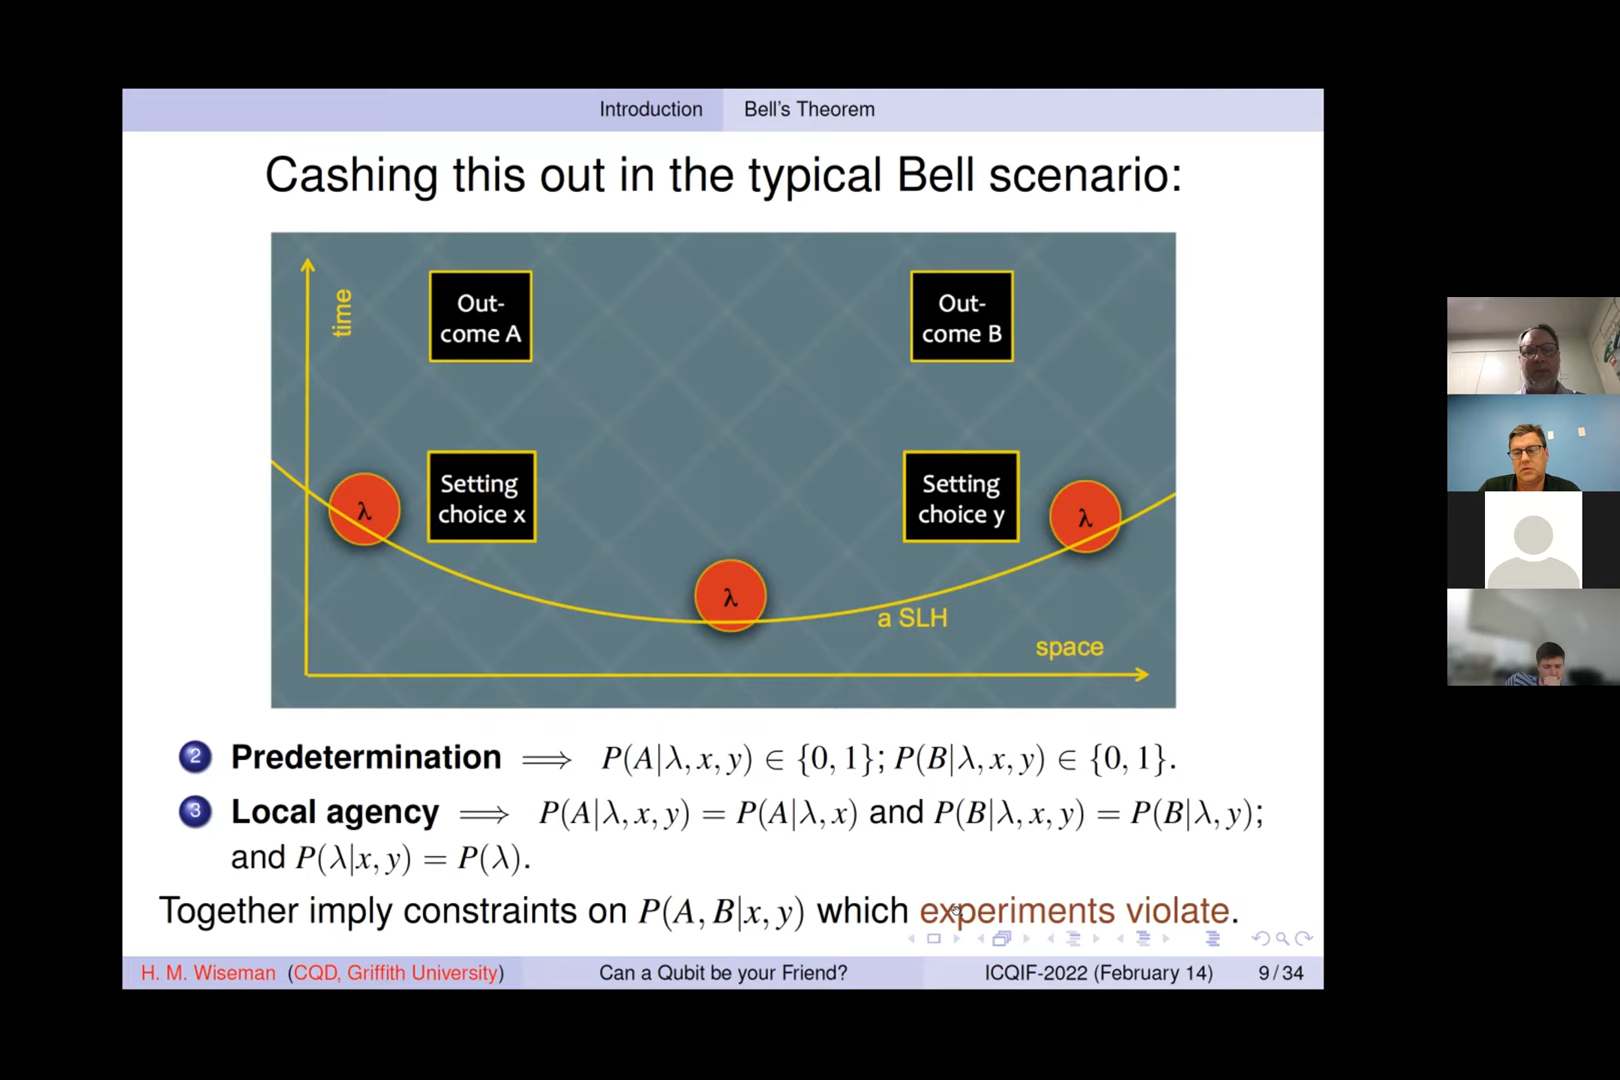 Introduction
Bell's Theorem
Cashing this out in the typical Bell scenario:
time
Out-
come A
Out-
come B
λ
Setting
choice x
Setting
choice y
λ
λ
a SLH
space
2 Predetermination ⟹ P(A|λ, x, y) ∈ {0, 1}; P(B|λ, x, y) ∈ {0, 1}.
3 Local agency ⟹ P(A|λ, x, y) = P(A|λ, x) and P(B|λ, x, y) = P(B|λ, y);
and P(λ|x, y) = P(λ).
Together imply constraints on P(A, B|x, y) which experiments violate.
H. M. Wiseman (CQD, Griffith University)
Can a Qubit be your Friend?
ICQIF-2022 (February 14)
9 / 34